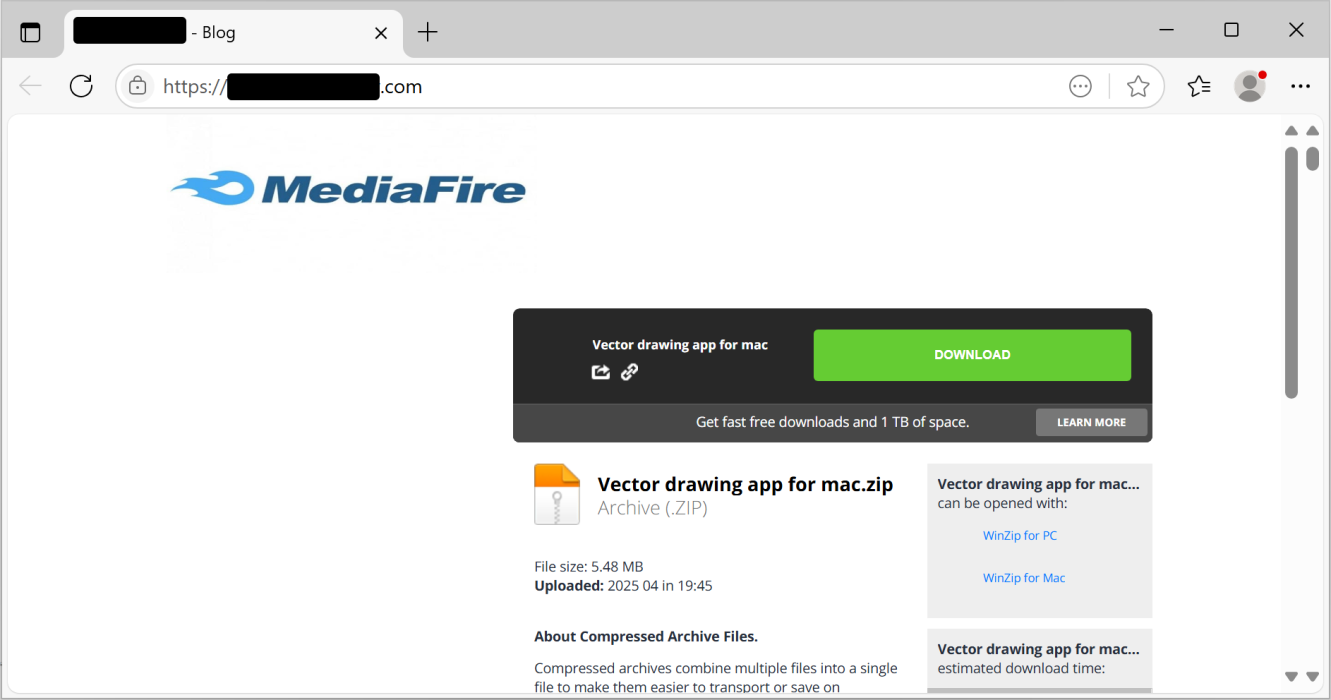 - Blog
https:// .com
MediaFire
Vector drawing app for mac
DOWNLOAD
Get fast free downloads and 1 TB of space.
LEARN MORE
Vector drawing app for mac.zip
Archive (.ZIP)
File size: 5.48 MB
Uploaded: 2025 04 in 19:45
About Compressed Archive Files.
Compressed archives combine multiple files into a single
file to make them easier to transport or save on
Vector drawing app for mac...
can be opened with:
WinZip for PC
WinZip for Mac
Vector drawing app for mac...
estimated download time: